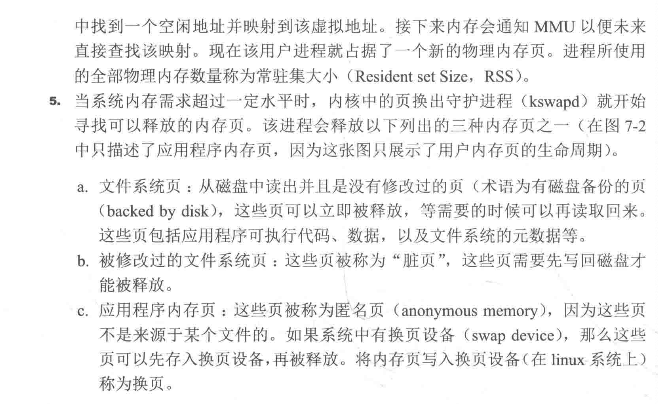 中找到一个空闲地址并映射到该虚拟地址。接下来内存会通知 MMU 以便未来
直接查找该映射。现在该用户进程就占据了一个新的物理内存页。进程所使用
的全部物理内存数量称为常驻集大小（Resident set Size，RSS）。
5. 当系统内存需求超过一定水平时，内核中的页换出守护进程（kswapd）就开始
寻找可以释放的内存页。该进程会释放以下列出的三种内存页之一（在图 7-2
中只描述了应用程序内存页，因为这张图只展示了用户内存页的生命周期）。
a. 文件系统页：从磁盘中读出并且是没有修改过的页（术语为有磁盘备份的页
（backed by disk），这些页可以立即被释放，等需要的时候可以再读取回来。
这些页包括应用程序可执行代码、数据，以及文件系统的元数据等。
b. 被修改过的文件系统页：这些页被称为“脏页”，这些页需要先写回磁盘才
能被释放。
c. 应用程序内存页：这些页被称为匿名页（anonymous memory），因为这些页
不是来源于某个文件的。如果系统中有换页设备（swap device），那么这些
页可以先存入换页设备，再被释放。将内存页写入换页设备（在 linux 系统上）
称为换页。